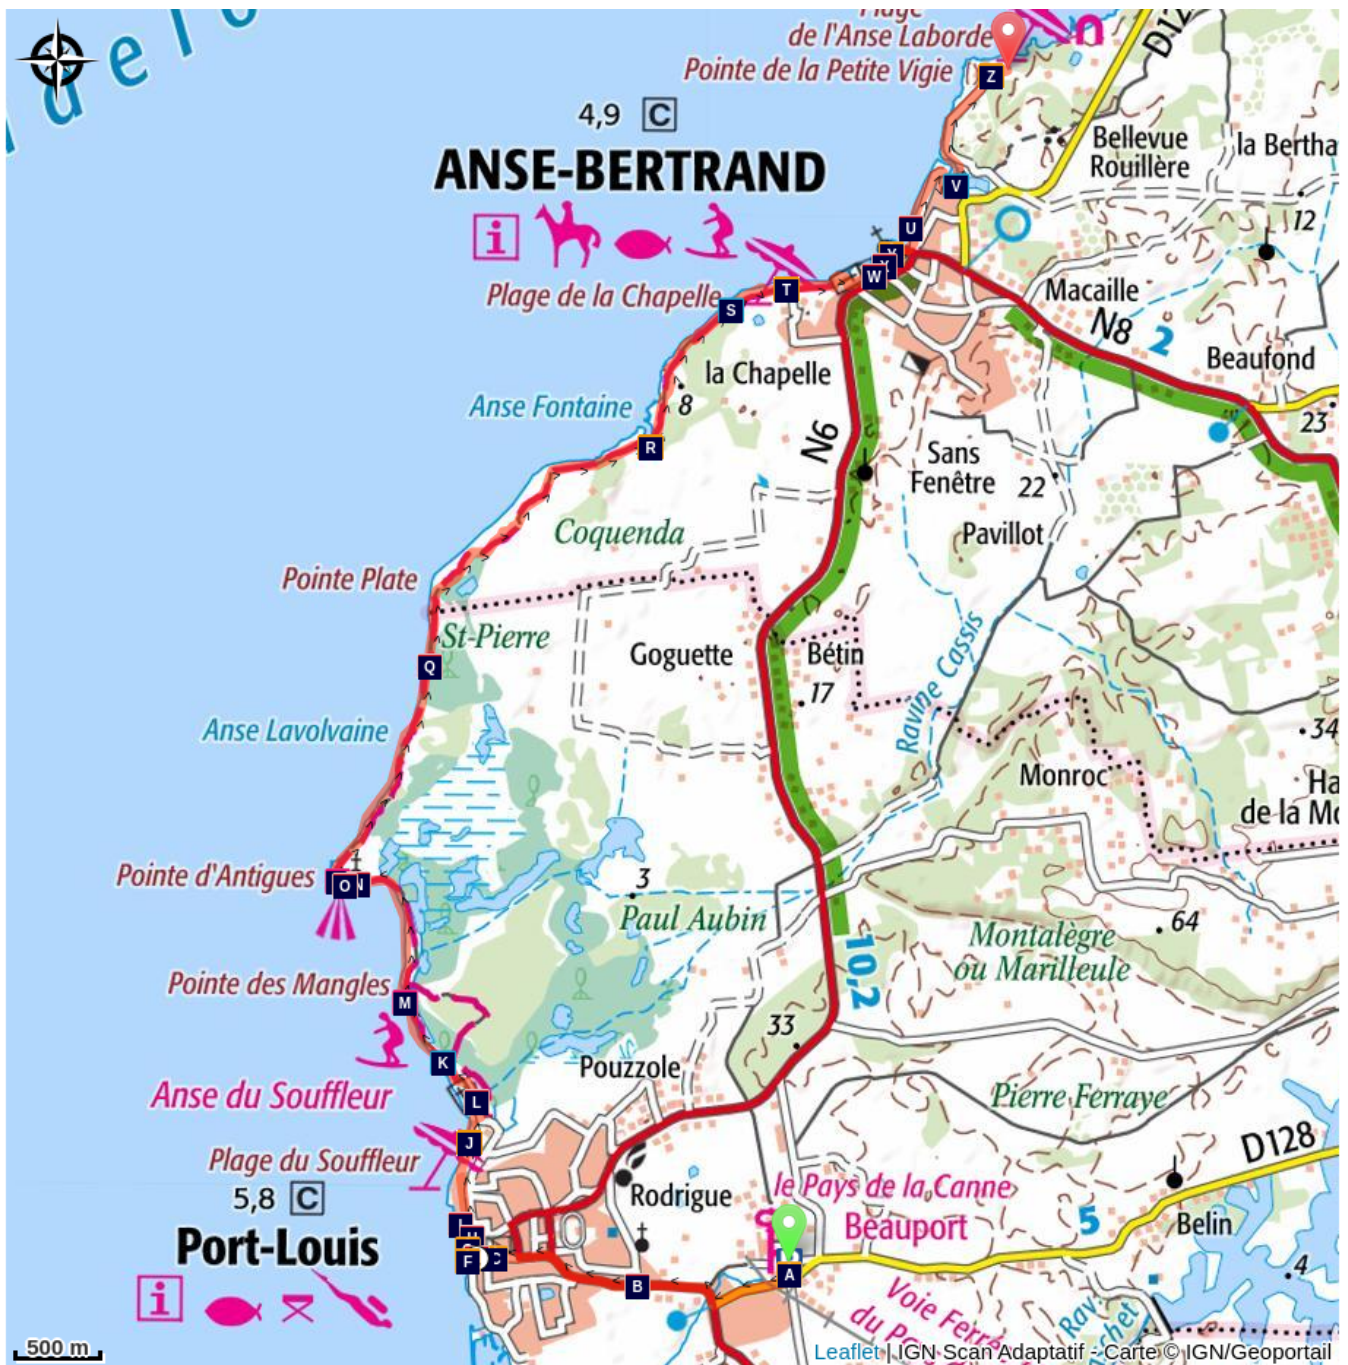 de l'Anse Laborde
Pointe de la Petite Vigie
Z
D12
4,9 C
ANSE-BERTRAND
i
Bellevue
Rouillère
la Bertha
12
V
U
W
T
S
Plage de la Chapelle
Macaille
N8
2
Beaufond
23
la Chapelle
Anse Fontaine
8
R
N6
Sans
Fenêtre
22
Pavillot
Coquenda
Pointe Plate
St-Pierre
Goguette
Bétin
17
Q
Ravine Cassis
Anse Lavolvaine
34
Monroc
Ha
de la Mo
Pointe d'Antigues
O
N
3
Paul Aubin
64
Montalègre
ou Marilleule
10,2
Pointe des Mangles
M
33
K
Pouzzole
Anse du Souffleur
L
Pierre Ferraye
J
D128
Plage du Souffleur
5,8 C
Rodrigue
le Pays de la Canne
Beauport
5
Belin
Port-Louis
I
F
C
A
B
4
i
Voie Ferrée
du Pa
Rav.
500 m
Leaflet | IGN Scan Adaptatif - Carte © IGN/Geoportail